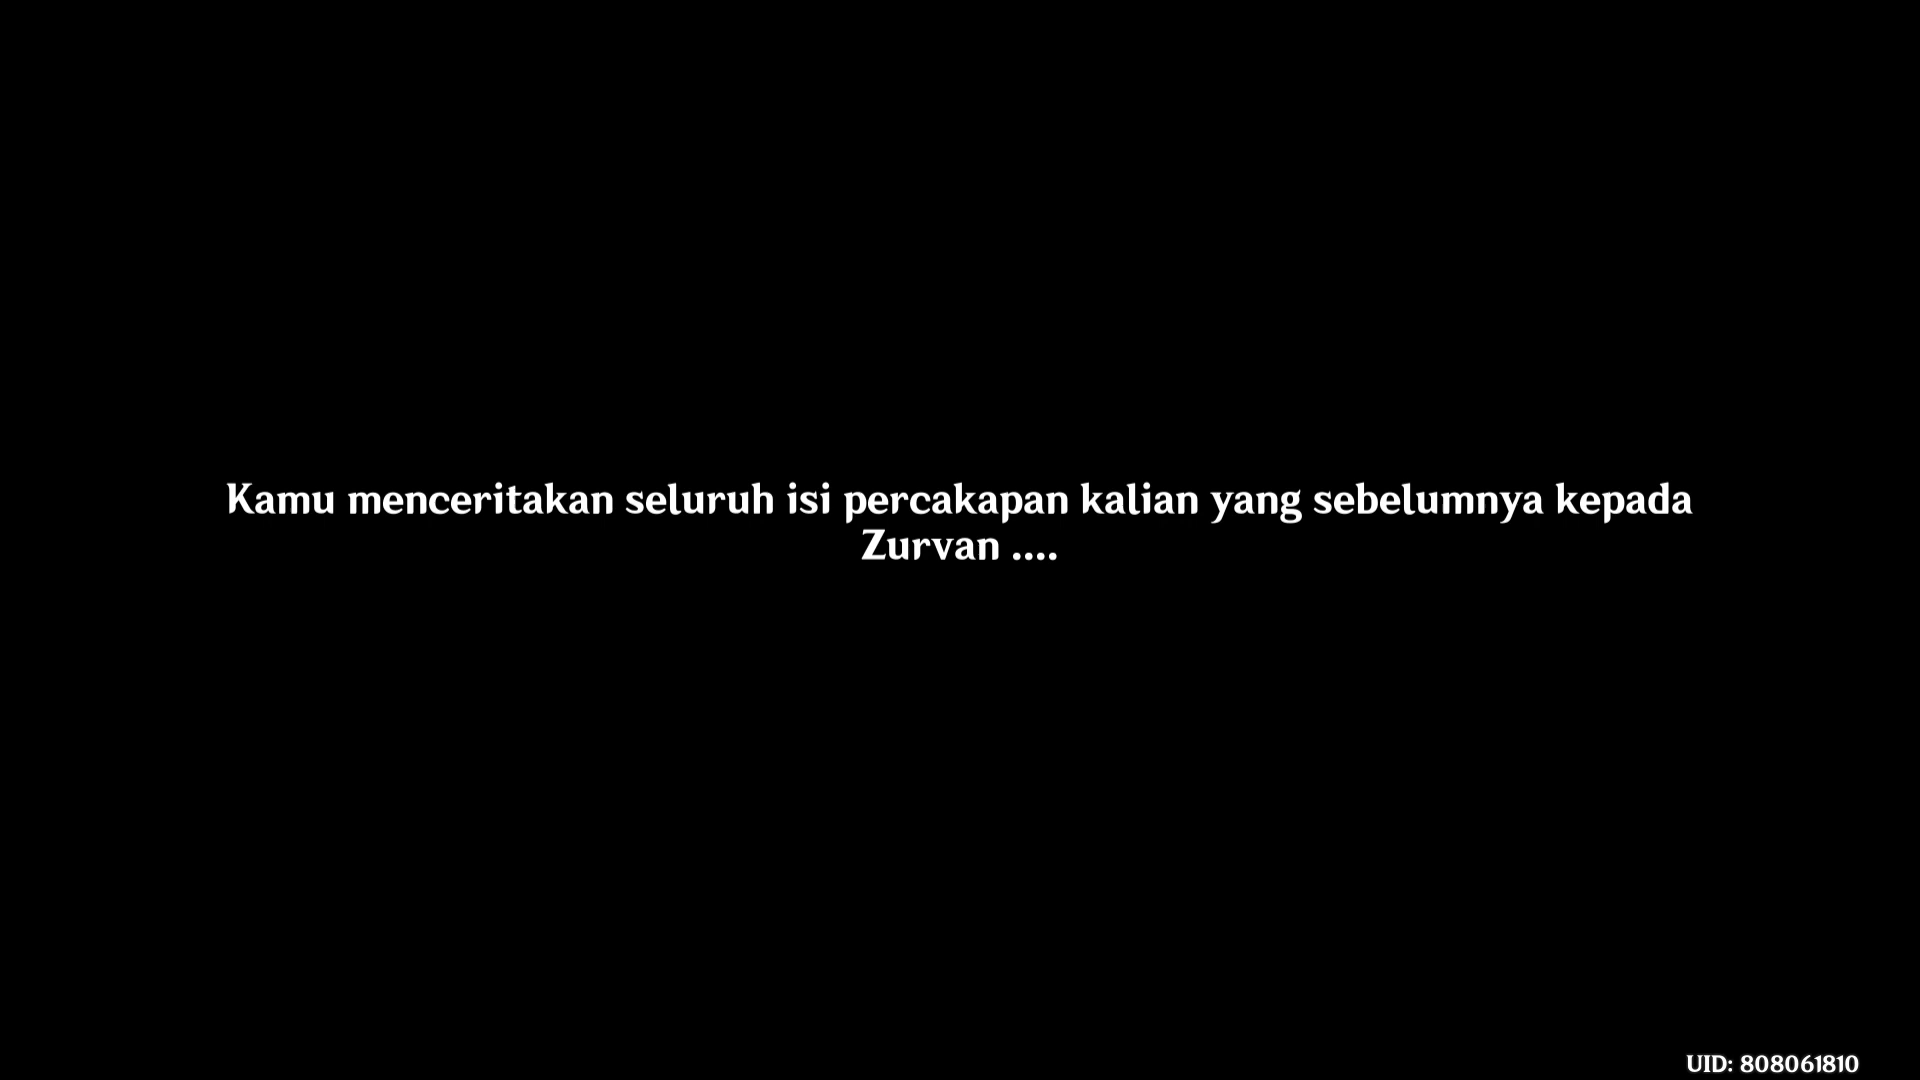 Kamu menceritakan seluruh isi percakapan kalian yang sebelumnya kepada
Zurvan ....
UID: 808061810